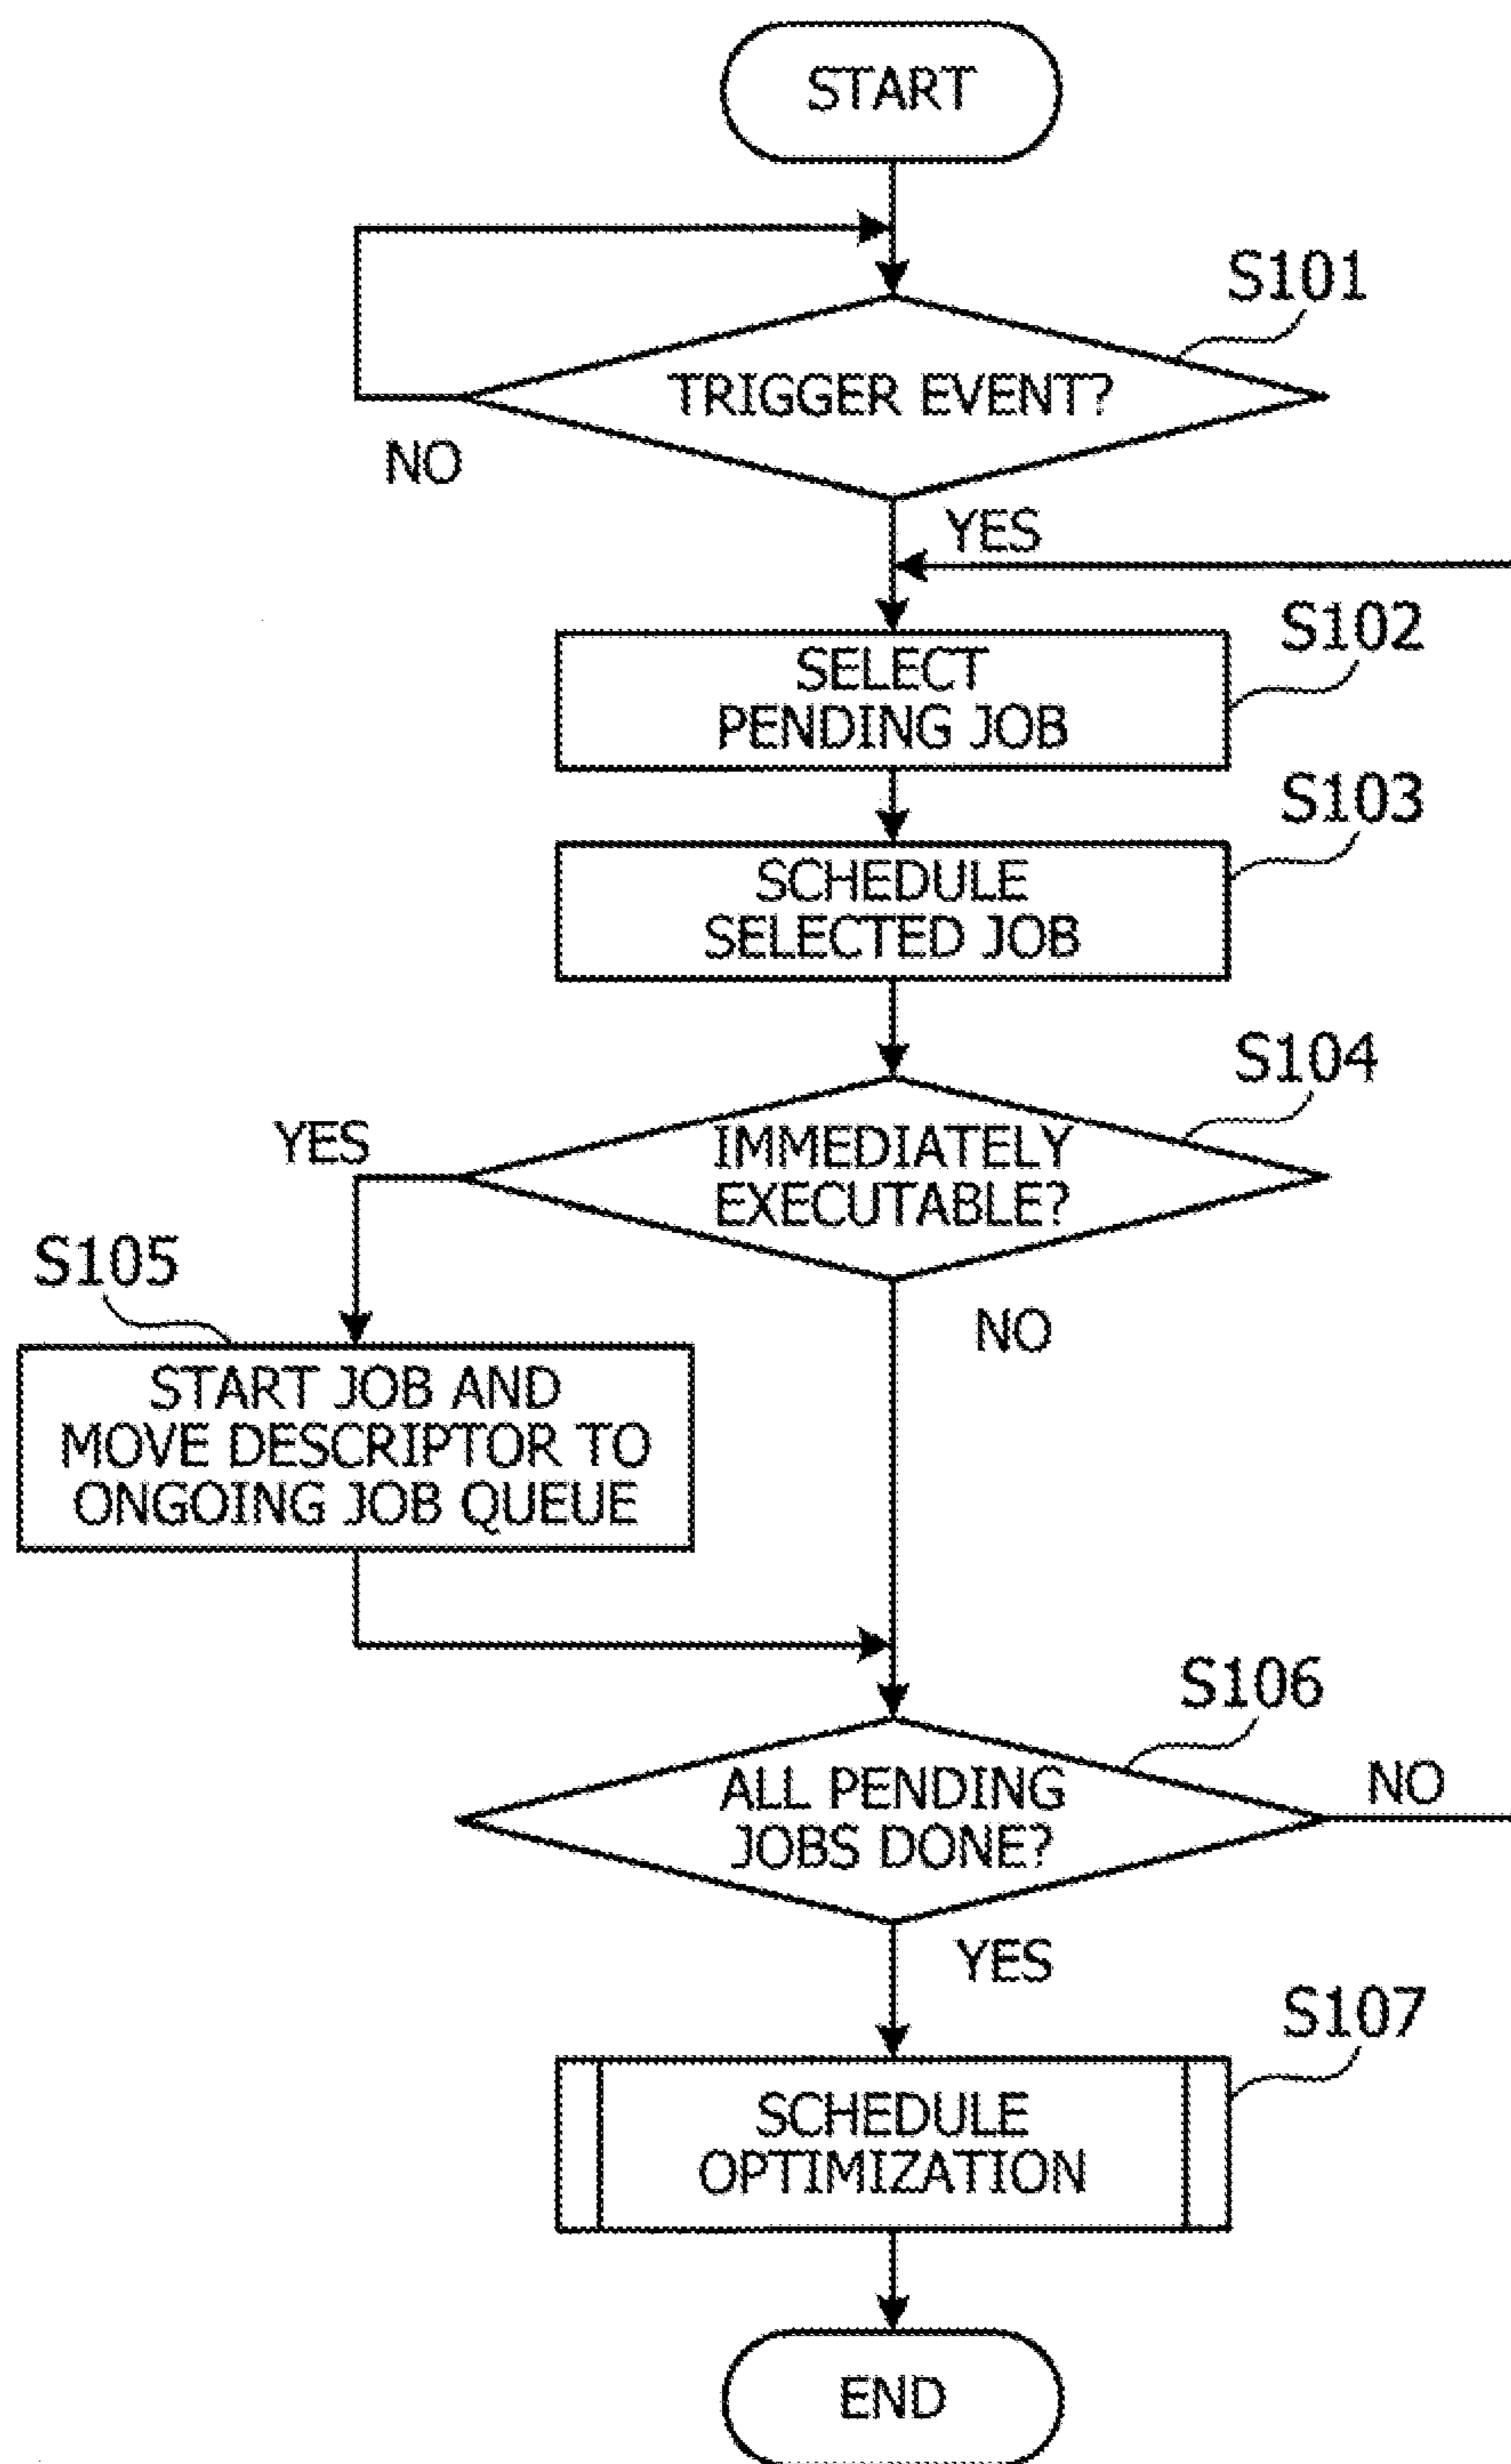 START
S101
TRIGGER EVENT?
NO
YES
S102
SELECT
PENDING JOB
S103
SCHEDULE
SELECTED JOB
S104
YES
IMMEDIATELY
EXECUTABLE?
S105
NO
START JOB AND
MOVE DESCRIPTOR TO
ONGOING JOB QUEUE
S106
ALL PENDING
JOBS DONE?
NO
YES
S107
SCHEDULE
OPTIMIZATION
END